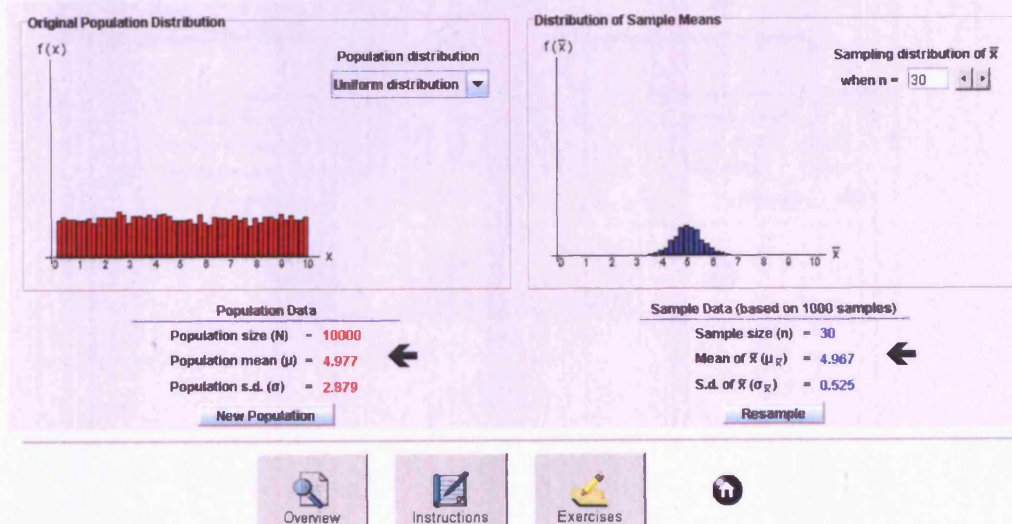 Original Population Distribution
f(x)
Population distribution
Uniform distribution
0 1 2 3 4 5 6 7 8 9 10 x
Population Data
Population size (N) = 10000
Population mean (μ) = 4.977
Population s.d. (σ) = 2.879
New Population
Distribution of Sample Means
f(x̅)
Sampling distribution of x̅
when n = 30
0 1 2 3 4 5 6 7 8 9 10 x̅
Sample Data (based on 1000 samples)
Sample size (n) = 30
Mean of x̅ (μx̅) = 4.967
S.d. of x̅ (σx̅) = 0.525
Resample
Overview
Instructions
Exercises